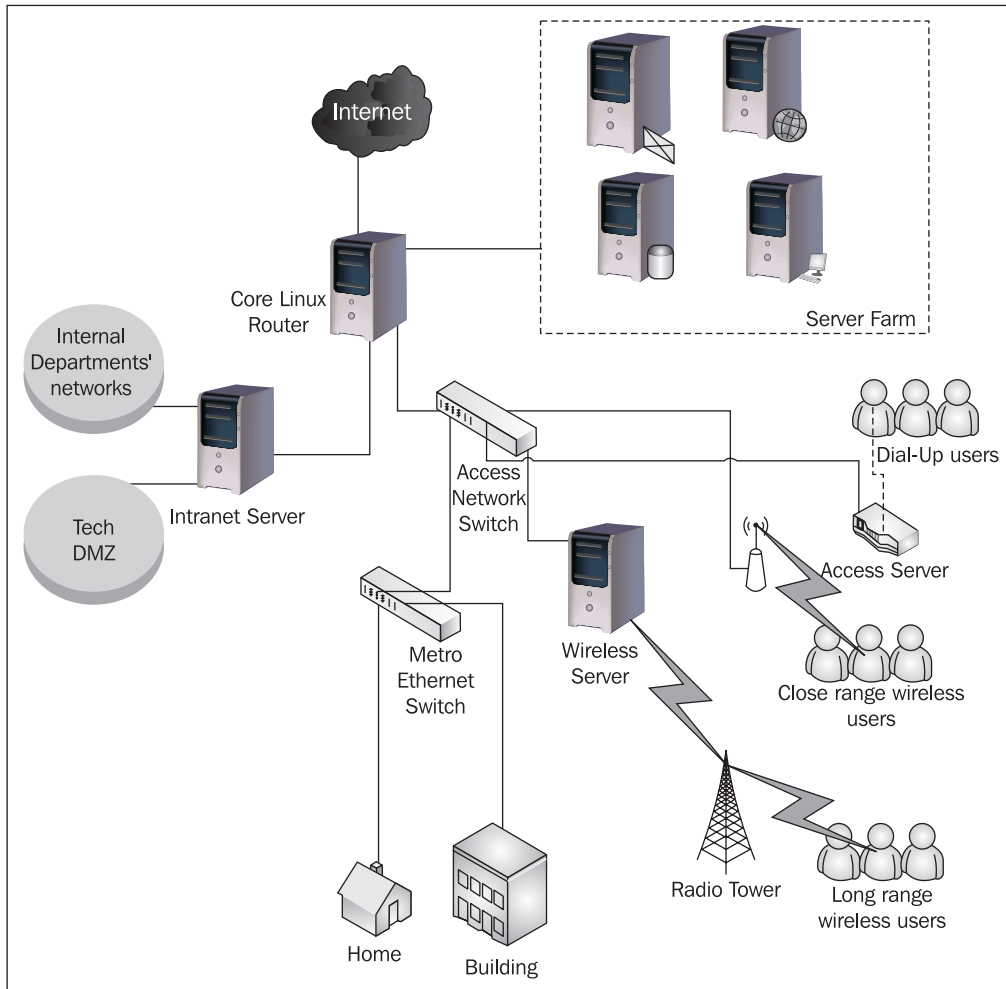 Internet
Core Linux
Router
Server Farm
Internal
Departments'
networks
Intranet Server
Tech
DMZ
Access
Network
Switch
Dial-Up users
Access Server
Metro
Ethernet
Switch
Wireless
Server
Close range wireless
users
Radio Tower
Long range
wireless users
Home
Building